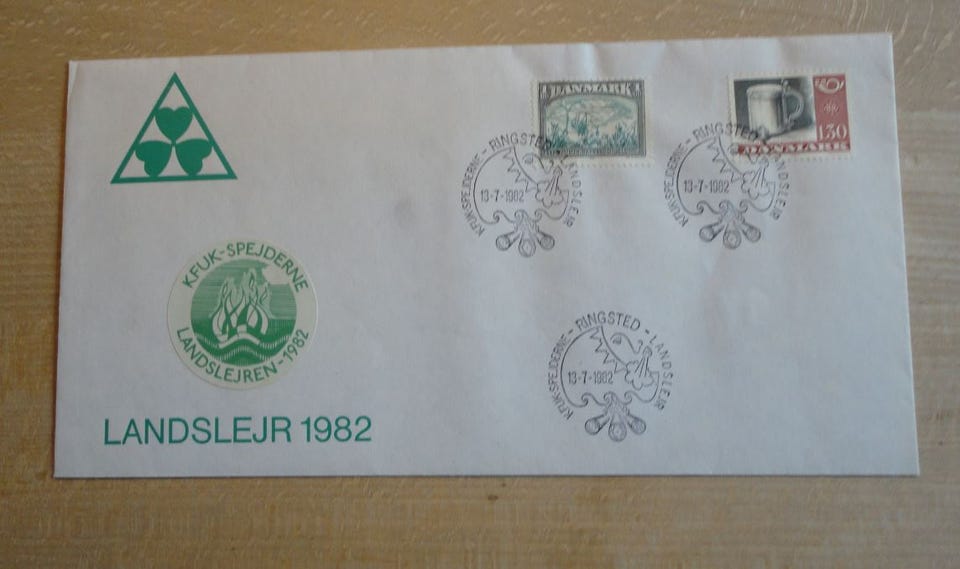 DANMARK
130
DANMARK
KFUK-SPEJDERNE - RINGSTED - LANDSLEJR
13-7-1982
KFUK-SPEJDERNE - RINGSTED - LANDSLEJR
13-7-1982
KFUK-SPEJDERNE
LANDSLEJREN-1982
KFUK-SPEJDERNE - RINGSTED - LANDSLEJR
13-7-1982
LANDSLEJR 1982